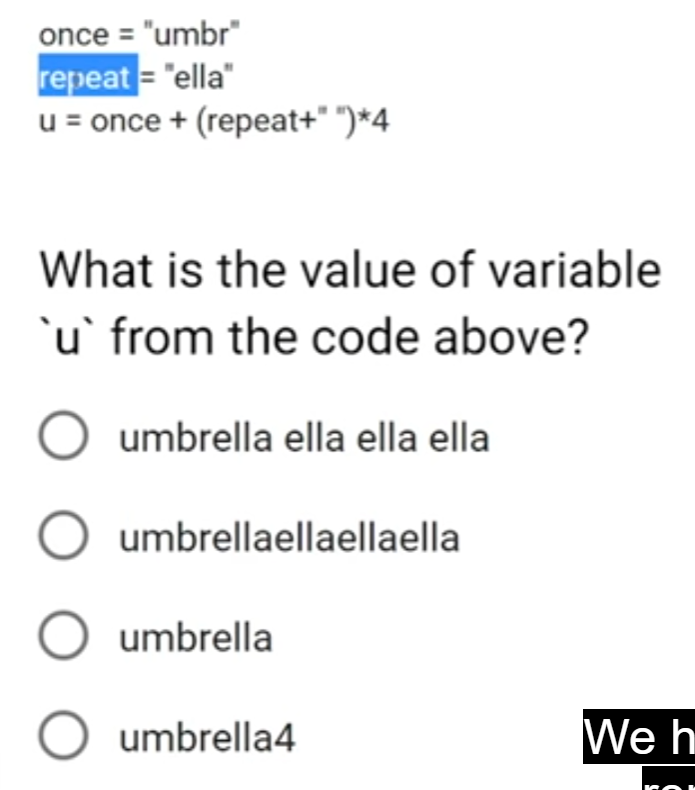 once = "umbr"
repeat = "ella"
u = once + (repeat+" ")*4
What is the value of variable
`u` from the code above?
umbrella ella ella ella
umbrellaellaellaella
umbrella
umbrella4
We h